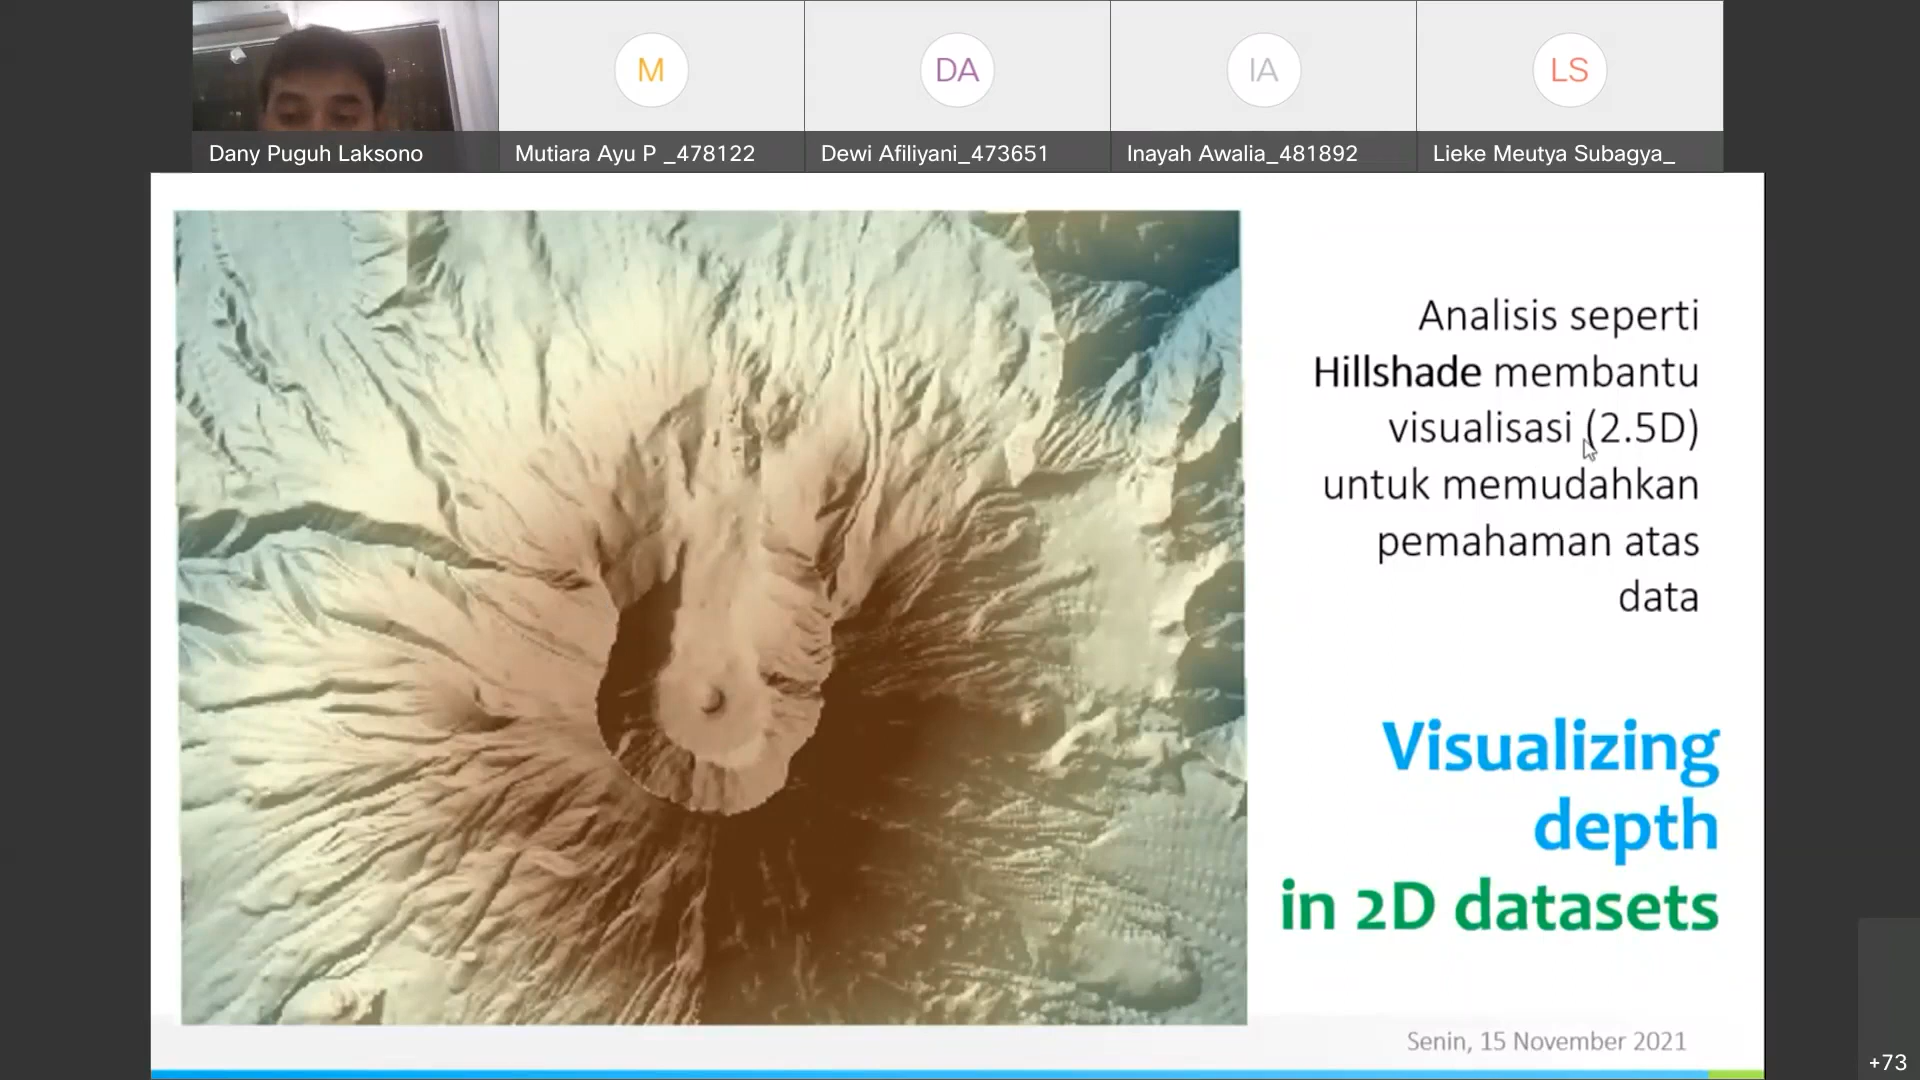 M
DA
IA
LS
Dany Puguh Laksono
Mutiara Ayu P _478122
Dewi Afiliyani_473651
Inayah Awalia_481892
Lieke Meutya Subagya_
Analisis seperti
Hillshade membantu
visualisasi (2.5D)
untuk memudahkan
pemahaman atas
data
Visualizing
depth
in 2D datasets
Senin, 15 November 2021
+73